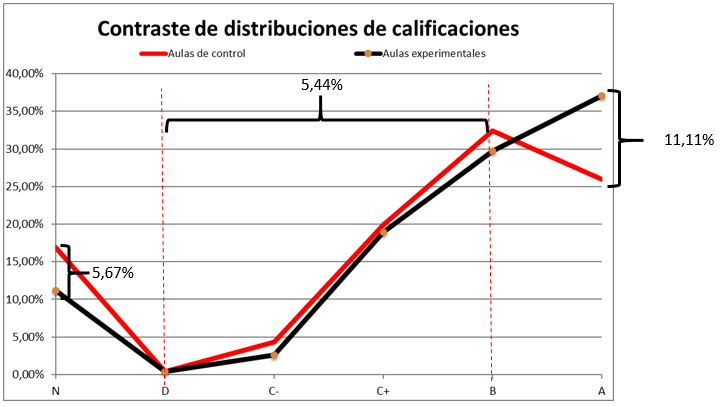 Contraste de distribuciones de calificaciones
Aulas de control
Aulas experimentales
40,00%
35,00%
30,00%
25,00%
20,00%
15,00%
10,00%
5,00%
0,00%
5,44%
11,11%
5,67%
N
D
C-
C+
B
A